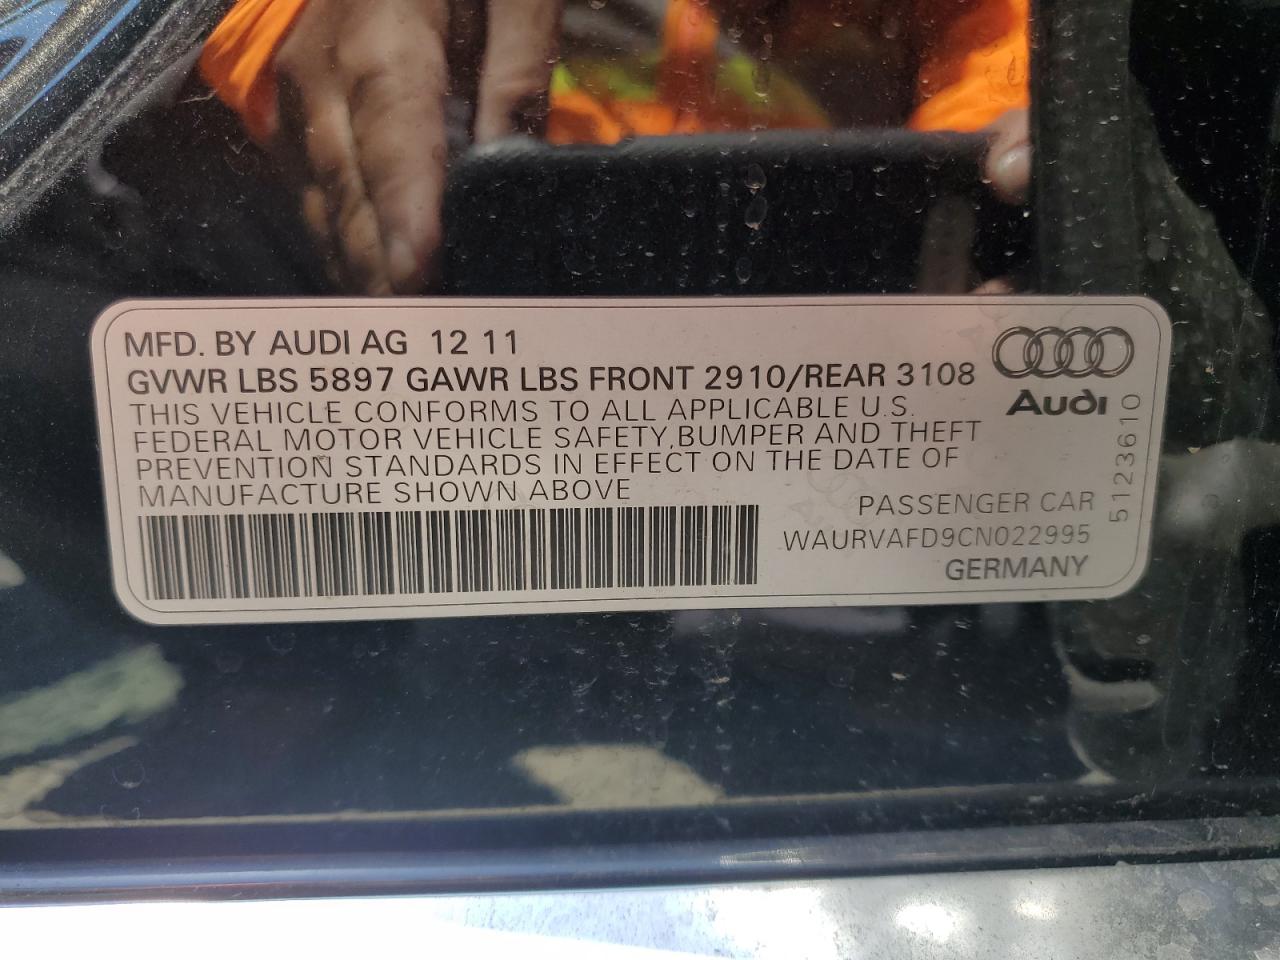 MFD. BY AUDI AG 12 11
GVWR LBS 5897 GAWR LBS FRONT 2910/REAR 3108
THIS VEHICLE CONFORMS TO ALL APPLICABLE U.S.
FEDERAL MOTOR VEHICLE SAFETY,BUMPER AND THEFT
PREVENTION STANDARDS IN EFFECT ON THE DATE OF
MANUFACTURE SHOWN ABOVE
Audi
5123610
PASSENGER CAR
WAURVAFD9CN022995
GERMANY